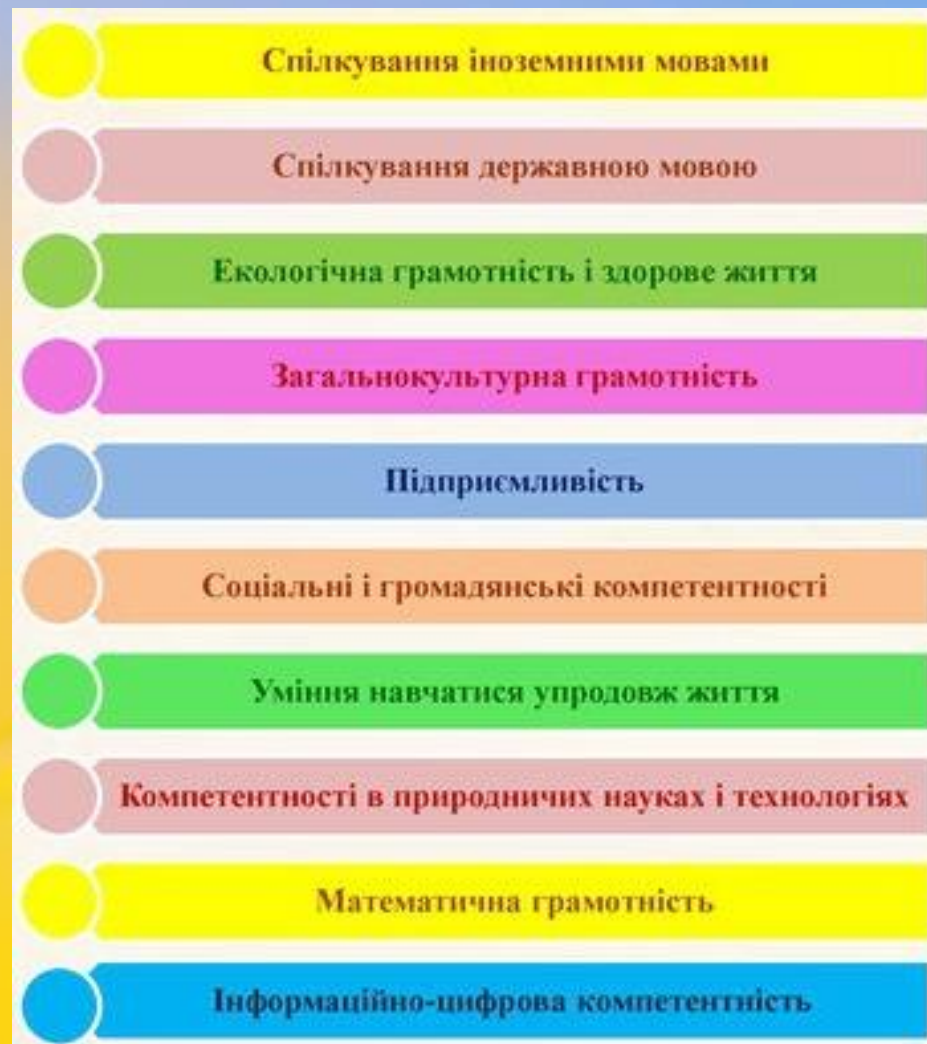 Спілкування іноземними мовами
Спілкування державною мовою
Екологічна грамотність і здорове життя
Загальнокультурна грамотність
Підприємливість
Соціальні і громадянські компетентності
Уміння навчатися упродовж життя
Компетентності в природничих науках і технологіях
Математична грамотність
Інформаційно-цифрова компетентність